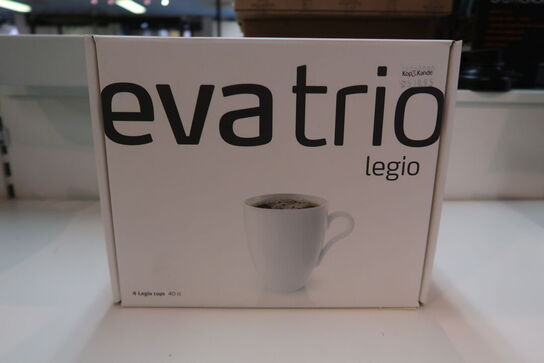 eva trio
Kop&Kande
legio
4 Legio cups 40 cl